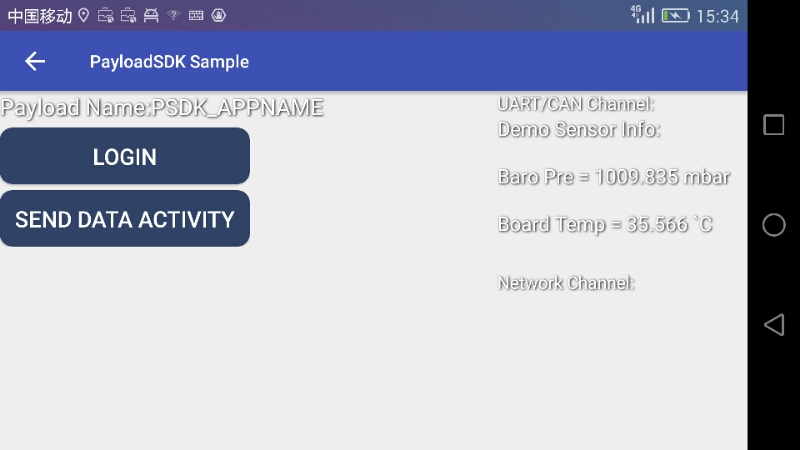 中国移动
4G
15:34
PayloadSDK Sample
Payload Name:PSDK_APPNAME
LOGIN
SEND DATA ACTIVITY
UART/CAN Channel:
Demo Sensor Info:
Baro Pre = 1009.835 mbar
Board Temp = 35.566 `C
Network Channel: